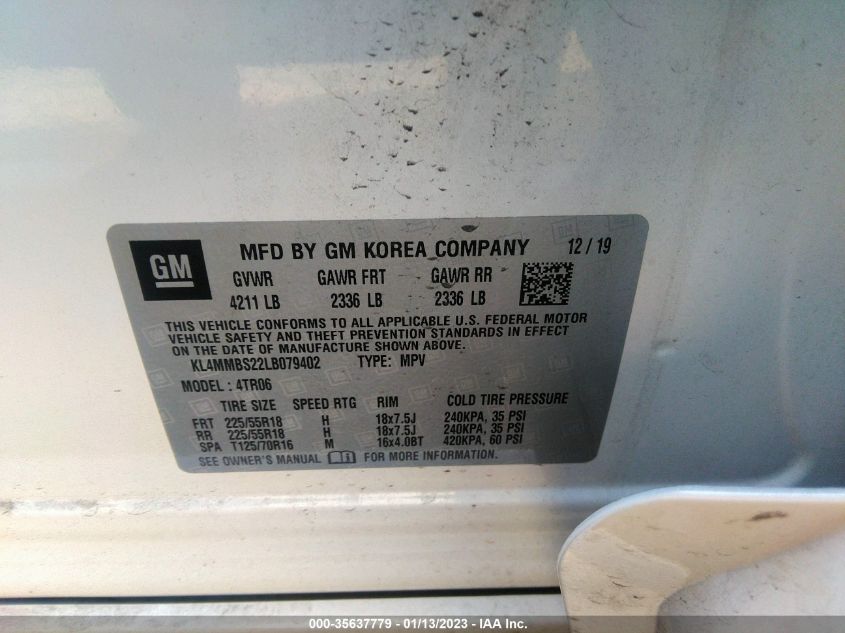 GM
MFD BY GM KOREA COMPANY 12/19
GVWR GAWR FRT GAWR RR
4211 LB 2336 LB 2336 LB
THIS VEHICLE CONFORMS TO ALL APPLICABLE U.S. FEDERAL MOTOR
VEHICLE SAFETY AND THEFT PREVENTION STANDARDS IN EFFECT
ON THE DATE OF MANUFACTURE SHOWN ABOVE.
KL4MMBS22LB079402 TYPE: MPV
MODEL: 4TR06
TIRE SIZE SPEED RTG RIM COLD TIRE PRESSURE
FRT 225/55R18 H 18x7.5J 240KPA, 35 PSI
RR 225/55R18 H 18x7.5J 240KPA, 35 PSI
SPA T125/70R16 M 16x4.0BT 420KPA, 60 PSI
SEE OWNER'S MANUAL FOR MORE INFORMATION.
000-35637779 - 01/13/2023 - IAA Inc.